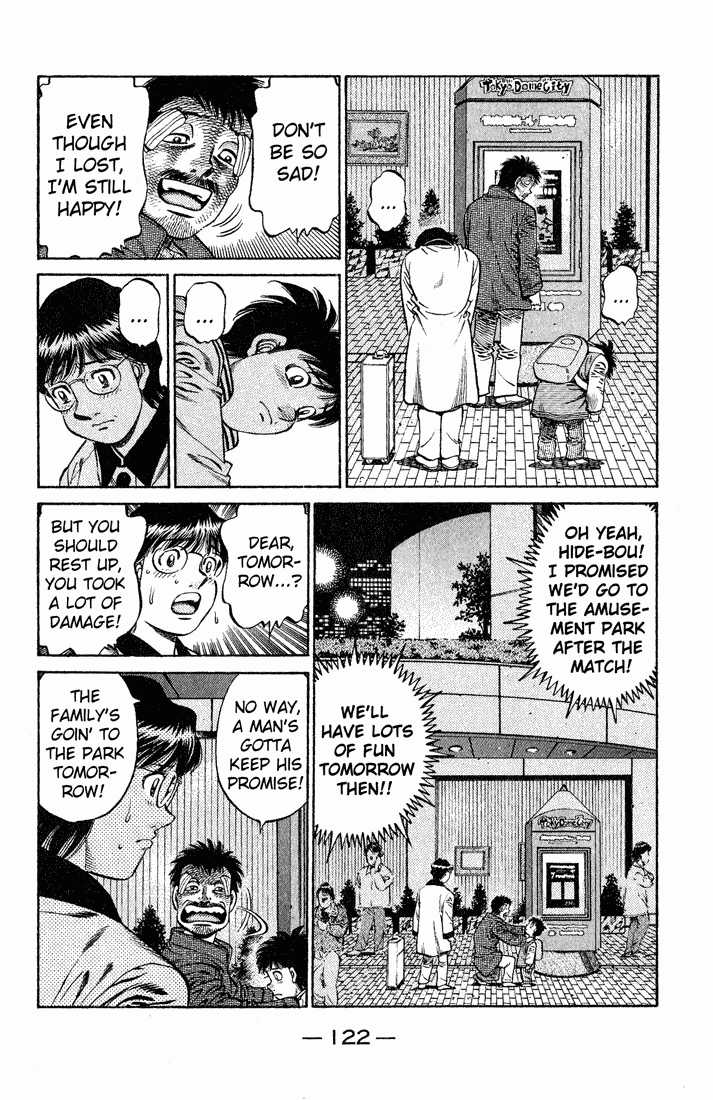 Tokyo Dome City
...
...
DON'T
BE SO
SAD!
EVEN
THOUGH
I LOST,
I'M STILL
HAPPY!
...
...
OH YEAH,
HIDE-BOU!
I PROMISED
WE'D GO TO
THE AMUSE-
MENT PARK
AFTER THE
MATCH!
WE'LL
HAVE LOTS
OF FUN
TOMORROW
THEN!!
Tokyo Dome City
DEAR,
TOMOR-
ROW...?
BUT YOU
SHOULD
REST UP,
YOU TOOK
A LOT OF
DAMAGE!
NO WAY,
A MAN'S
GOTTA
KEEP HIS
PROMISE!
THE
FAMILY'S
GOIN' TO
THE PARK
TOMOR-
ROW!
— 122 —